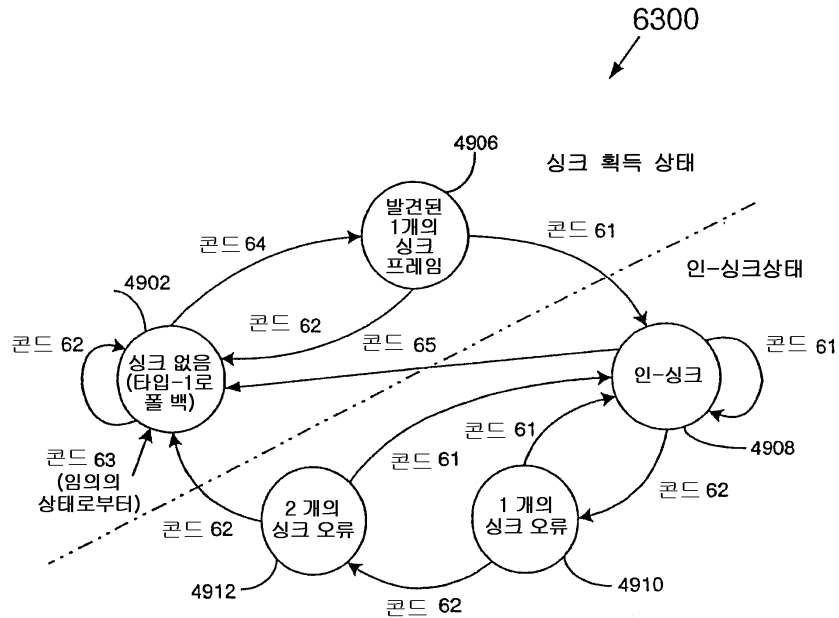 6300
4906
싱크 획득 상태
발견된
1개의
싱크
프레임
콘드 64
콘드 61
인-싱크상태
4902
콘드 62
콘드 62
콘드 65
콘드 61
싱크 없음
(타입-1로
폴 백)
인-싱크
콘드 63
(임의의
상태로부터)
콘드 61
콘드 61
4908
콘드 62
콘드 62
2 개의
싱크 오류
1 개의
싱크 오류
4912
콘드 62
4910